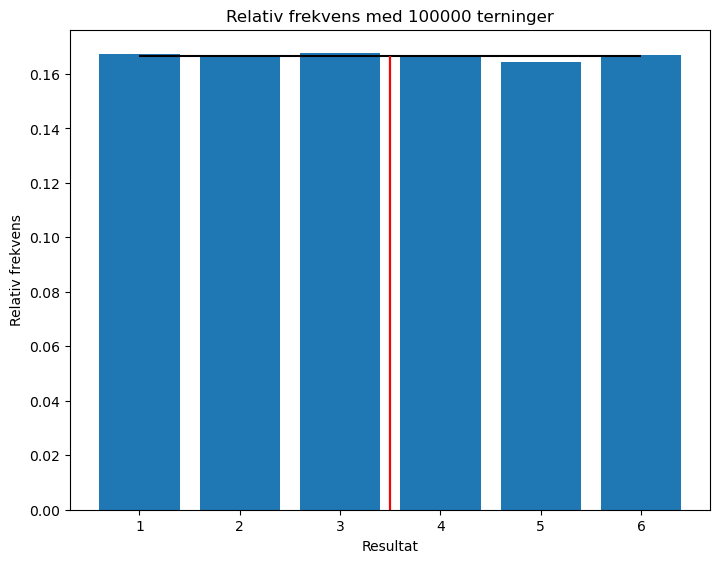 Relativ frekvens med 100000 terninger
0.16
0.14
0.12
0.10
0.08
0.06
0.04
0.02
0.00
Relativ frekvens
1 2 3 4 5 6
Resultat